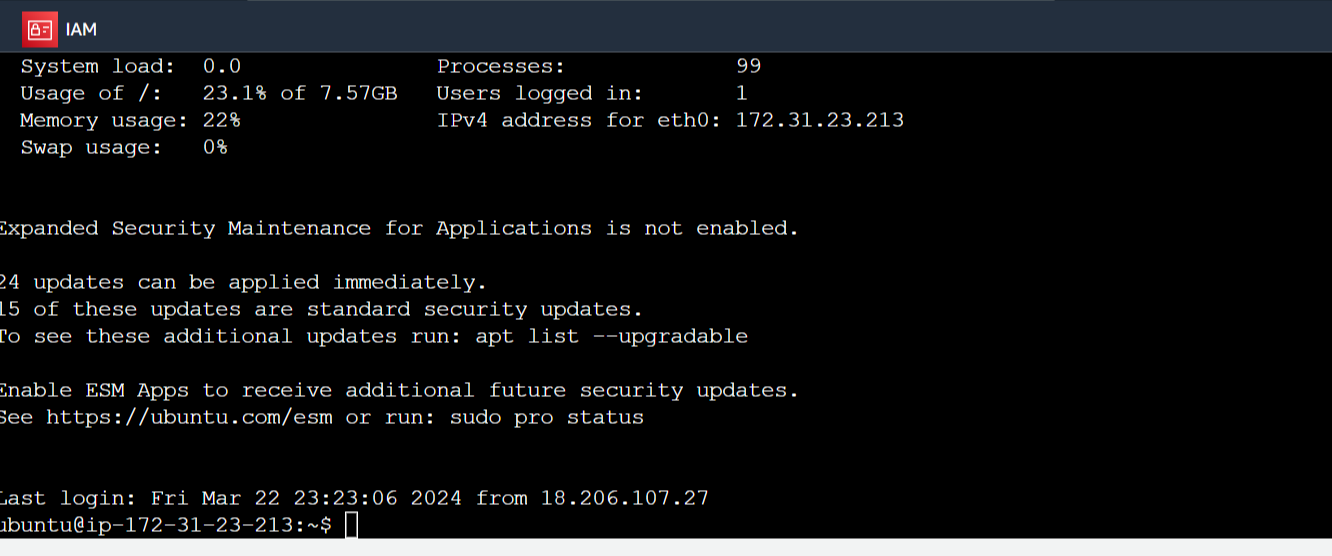 IAM
System load: 0.0 Processes: 99
Usage of /: 23.1% of 7.57GB Users logged in: 1
Memory usage: 22% IPv4 address for eth0: 172.31.23.213
Swap usage: 0%
Expanded Security Maintenance for Applications is not enabled.
24 updates can be applied immediately.
15 of these updates are standard security updates.
To see these additional updates run: apt list --upgradable
Enable ESM Apps to receive additional future security updates.
See https://ubuntu.com/esm or run: sudo pro status
Last login: Fri Mar 22 23:23:06 2024 from 18.206.107.27
ubuntu@ip-172-31-23-213:~$